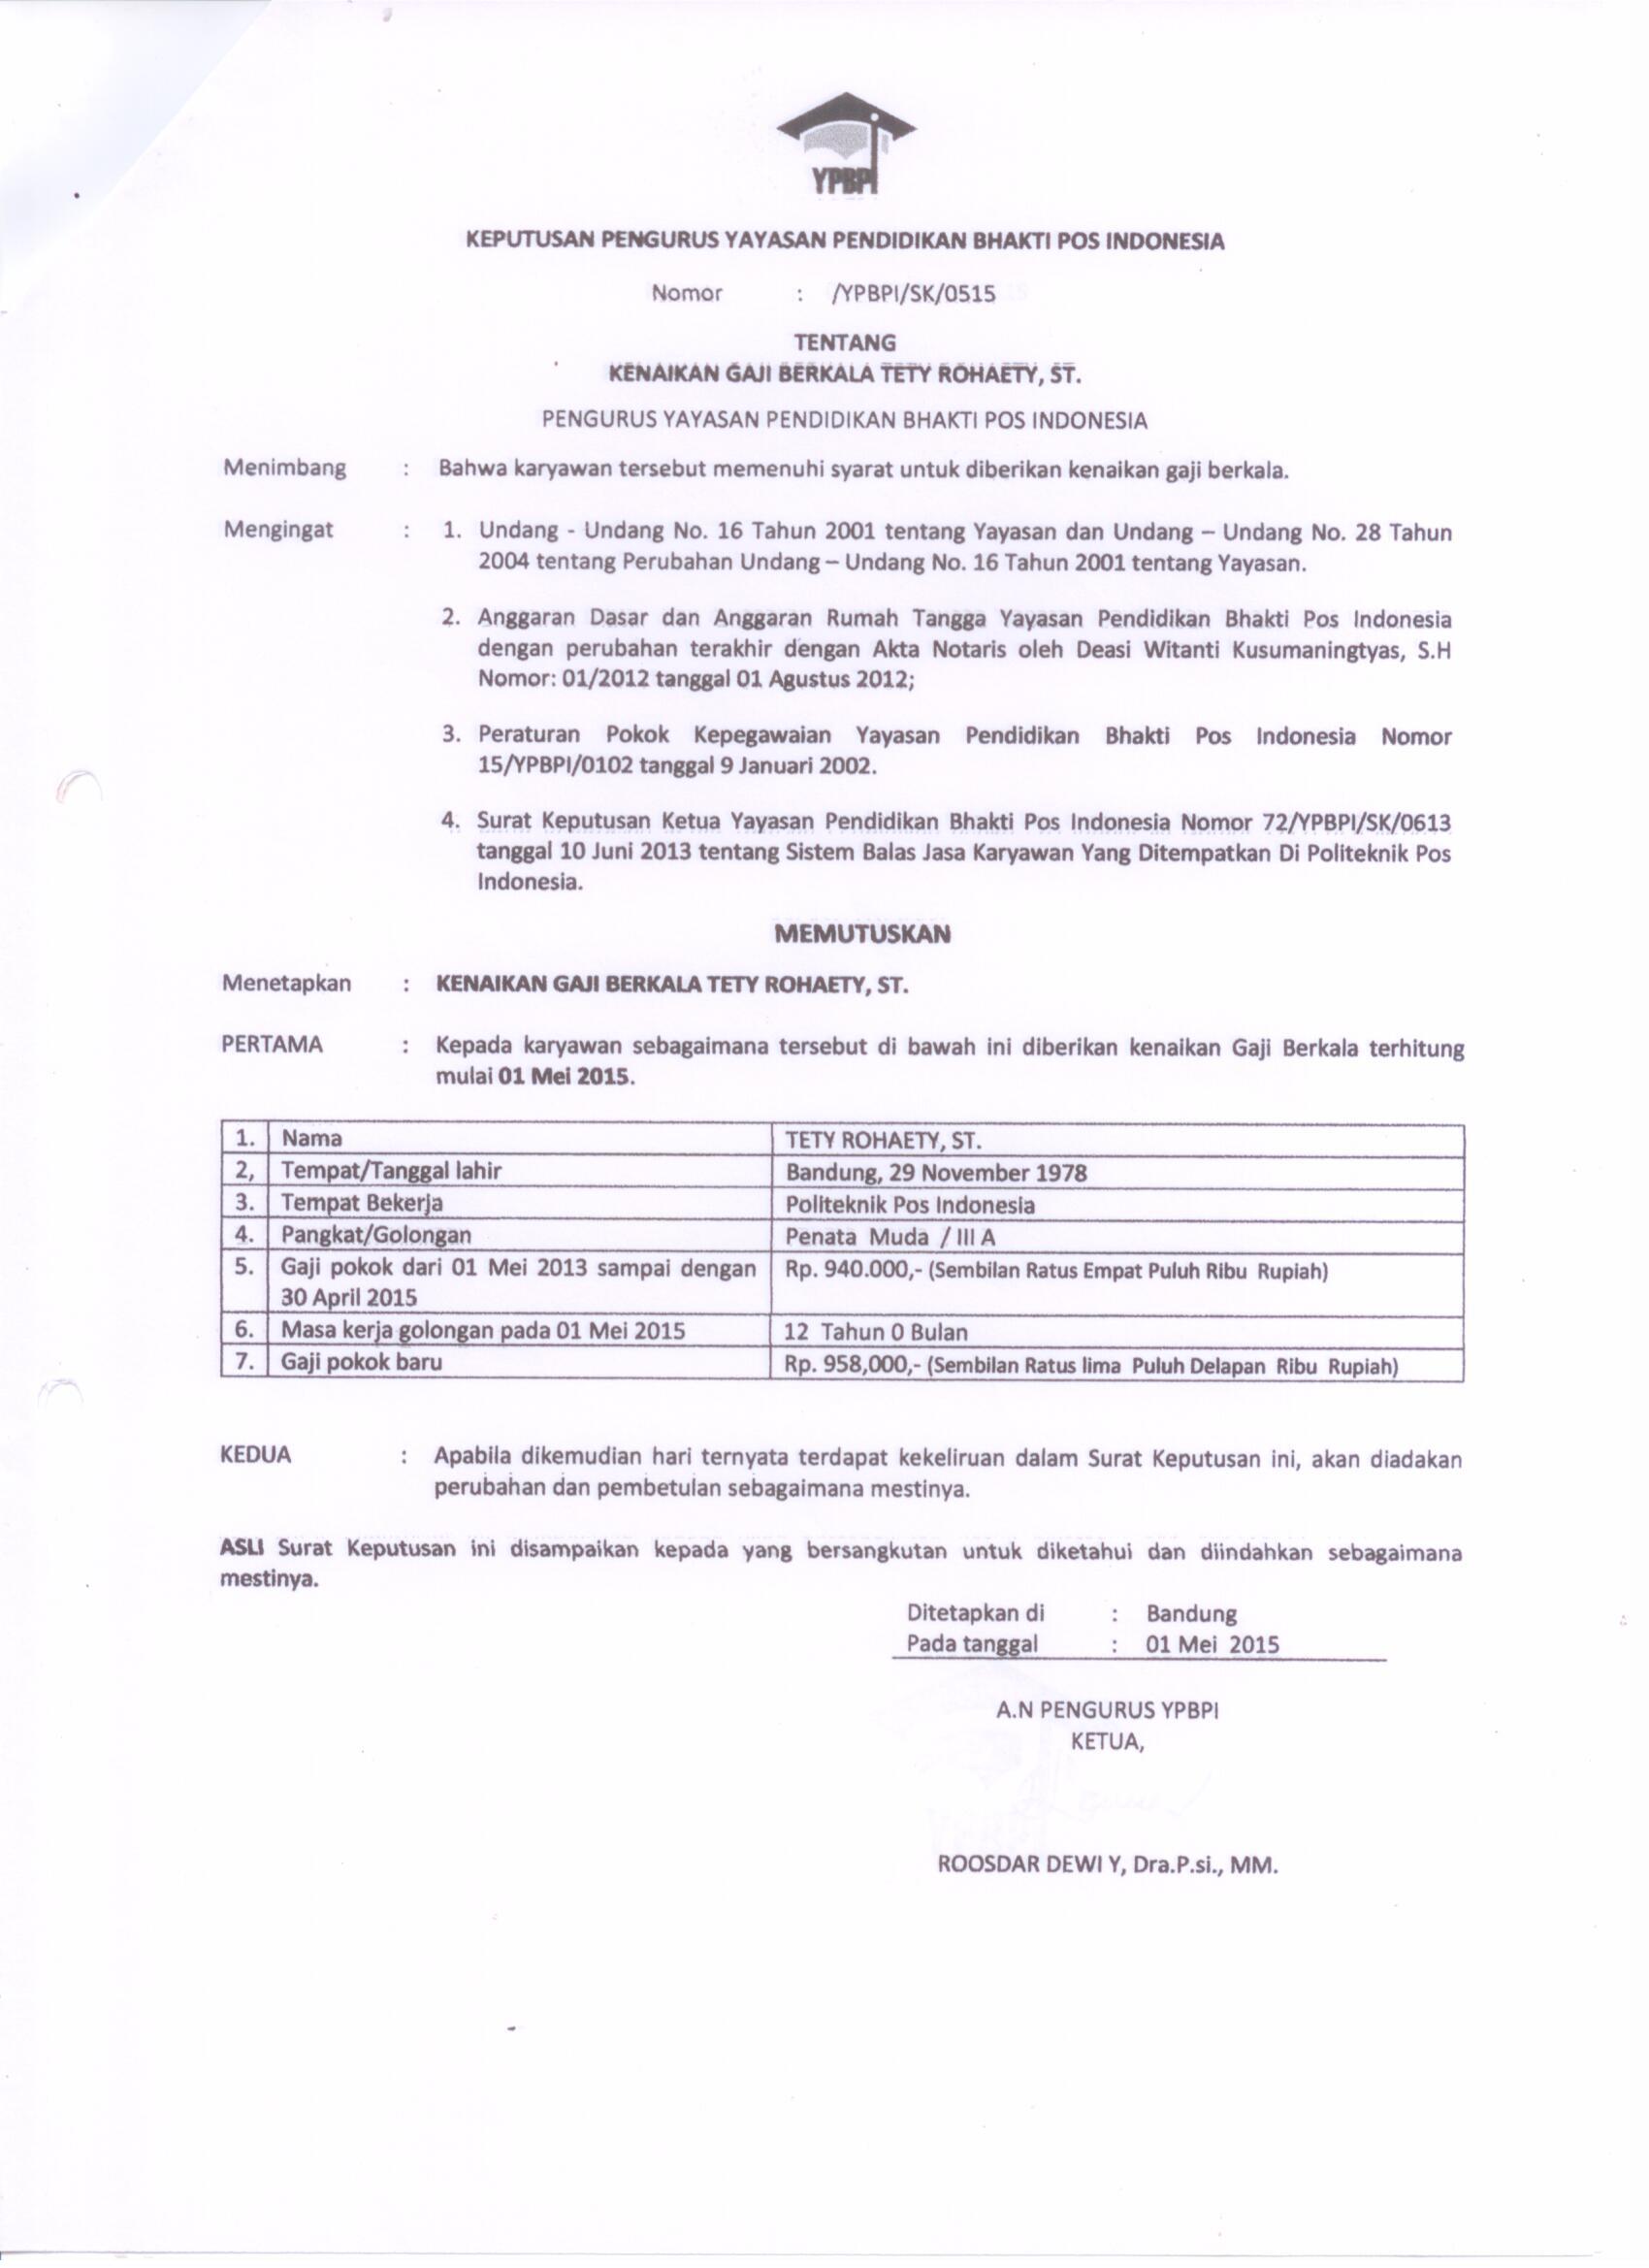 YPBPI
KEPUTUSAN PENGURUS YAYASAN PENDIDIKAN BHAKTI POS INDONESIA
Nomor : /YPBPI/SK/0515
TENTANG
KENAIKAN GAJI BERKALA TETY ROHAETY, ST.
PENGURUS YAYASAN PENDIDIKAN BHAKTI POS INDONESIA
Menimbang : Bahwa karyawan tersebut memenuhi syarat untuk diberikan kenaikan gaji berkala.
Mengingat : 1. Undang - Undang No. 16 Tahun 2001 tentang Yayasan dan Undang – Undang No. 28 Tahun
2004 tentang Perubahan Undang – Undang No. 16 Tahun 2001 tentang Yayasan.
2. Anggaran Dasar dan Anggaran Rumah Tangga Yayasan Pendidikan Bhakti Pos Indonesia
dengan perubahan terakhir dengan Akta Notaris oleh Deasi Witanti Kusumaningtyas, S.H
Nomor: 01/2012 tanggal 01 Agustus 2012;
3. Peraturan Pokok Kepegawaian Yayasan Pendidikan Bhakti Pos Indonesia Nomor
15/YPBPI/0102 tanggal 9 Januari 2002.
4. Surat Keputusan Ketua Yayasan Pendidikan Bhakti Pos Indonesia Nomor 72/YPBPI/SK/0613
tanggal 10 Juni 2013 tentang Sistem Balas Jasa Karyawan Yang Ditempatkan Di Politeknik Pos
Indonesia.
MEMUTUSKAN
Menetapkan : KENAIKAN GAJI BERKALA TETY ROHAETY, ST.
PERTAMA : Kepada karyawan sebagaimana tersebut di bawah ini diberikan kenaikan Gaji Berkala terhitung
mulai 01 Mei 2015.
1. Nama TETY ROHAETY, ST.
2, Tempat/Tanggal lahir Bandung, 29 November 1978
3. Tempat Bekerja Politeknik Pos Indonesia
4. Pangkat/Golongan Penata Muda / III A
5. Gaji pokok dari 01 Mei 2013 sampai dengan Rp. 940.000,- (Sembilan Ratus Empat Puluh Ribu Rupiah)
30 April 2015
6. Masa kerja golongan pada 01 Mei 2015 12 Tahun 0 Bulan
7. Gaji pokok baru Rp. 958,000,- (Sembilan Ratus lima Puluh Delapan Ribu Rupiah)
KEDUA : Apabila dikemudian hari ternyata terdapat kekeliruan dalam Surat Keputusan ini, akan diadakan
perubahan dan pembetulan sebagaimana mestinya.
ASLI Surat Keputusan ini disampaikan kepada yang bersangkutan untuk diketahui dan diindahkan sebagaimana
mestinya.
Ditetapkan di : Bandung
Pada tanggal : 01 Mei 2015
A.N PENGURUS YPBPI
KETUA,
ROOSDAR DEWI Y, Dra.P.si., MM.